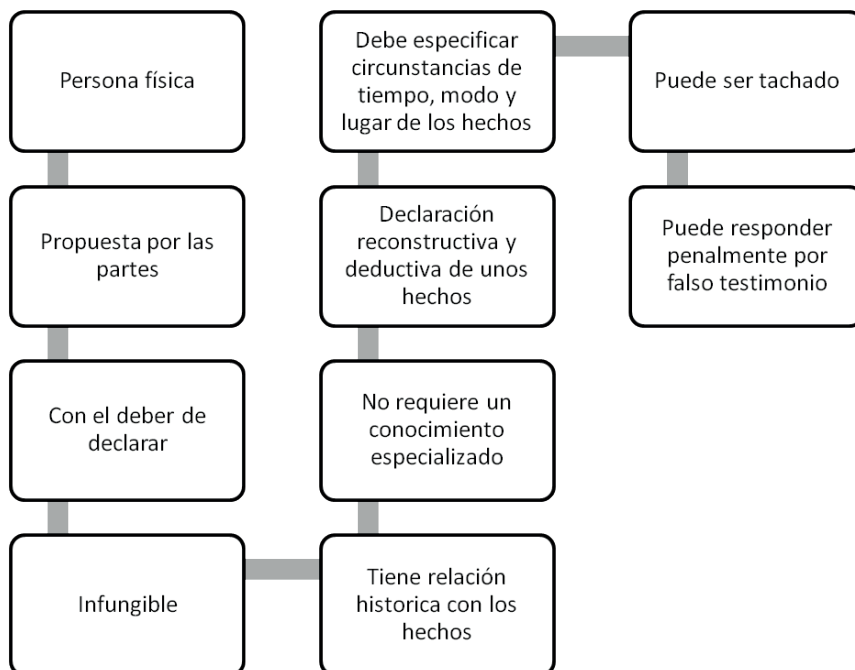 Persona física
Propuesta por las
partes
Con el deber de
declarar
Infungible
Tiene relación
historica con los
hechos
No requiere un
conocimiento
especializado
Declaración
reconstructiva y
deductiva de unos
hechos
Debe especificar
circunstancias de
tiempo, modo y
lugar de los hechos
Puede ser tachado
Puede responder
penalmente por
falso testimonio